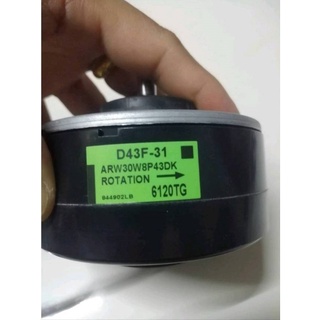 D43F-31
ARW30W8P43DK
ROTATION →
6120TG
944902LB